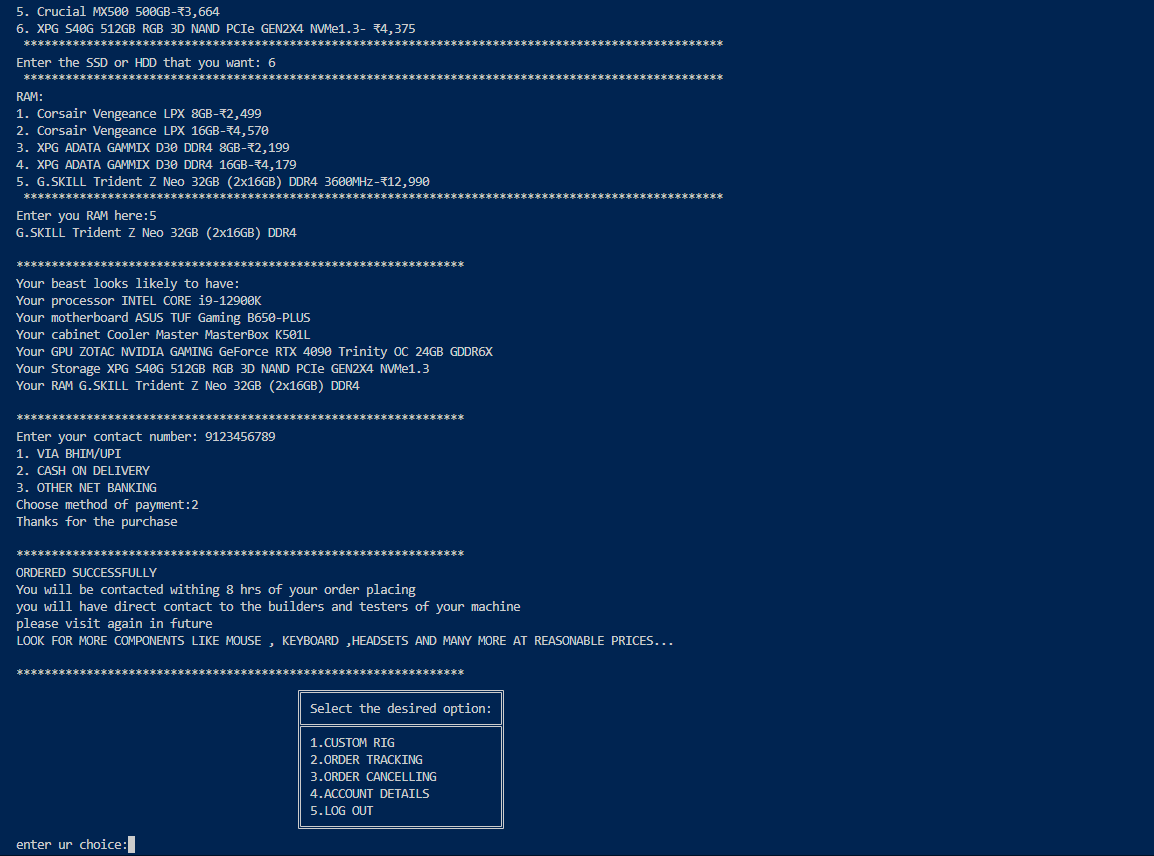 5. Crucial MX500 500GB-₹3,664
6. XPG S40G 512GB RGB 3D NAND PCIe GEN2X4 NVMe1.3- ₹4,375
****************************************************************************************************
Enter the SSD or HDD that you want: 6
****************************************************************************************************
RAM:
1. Corsair Vengeance LPX 8GB-₹2,499
2. Corsair Vengeance LPX 16GB-₹4,570
3. XPG ADATA GAMMIX D30 DDR4 8GB-₹2,199
4. XPG ADATA GAMMIX D30 DDR4 16GB-₹4,179
5. G.SKILL Trident Z Neo 32GB (2x16GB) DDR4 3600MHz-₹12,990
****************************************************************************************************
Enter you RAM here:5
G.SKILL Trident Z Neo 32GB (2x16GB) DDR4
****************************************************************
Your beast looks likely to have:
Your processor INTEL CORE i9-12900K
Your motherboard ASUS TUF Gaming B650-PLUS
Your cabinet Cooler Master MasterBox K501L
Your GPU ZOTAC NVIDIA GAMING GeForce RTX 4090 Trinity OC 24GB GDDR6X
Your Storage XPG S40G 512GB RGB 3D NAND PCIe GEN2X4 NVMe1.3
Your RAM G.SKILL Trident Z Neo 32GB (2x16GB) DDR4
****************************************************************
Enter your contact number: 9123456789
1. VIA BHIM/UPI
2. CASH ON DELIVERY
3. OTHER NET BANKING
Choose method of payment:2
Thanks for the purchase
****************************************************************
ORDERED SUCCESSFULLY
You will be contacted withing 8 hrs of your order placing
you will have direct contact to the builders and testers of your machine
please visit again in future
LOOK FOR MORE COMPONENTS LIKE MOUSE , KEYBOARD ,HEADSETS AND MANY MORE AT REASONABLE PRICES...
****************************************************************
Select the desired option:
1.CUSTOM RIG
2.ORDER TRACKING
3.ORDER CANCELLING
4.ACCOUNT DETAILS
5.LOG OUT
enter ur choice: